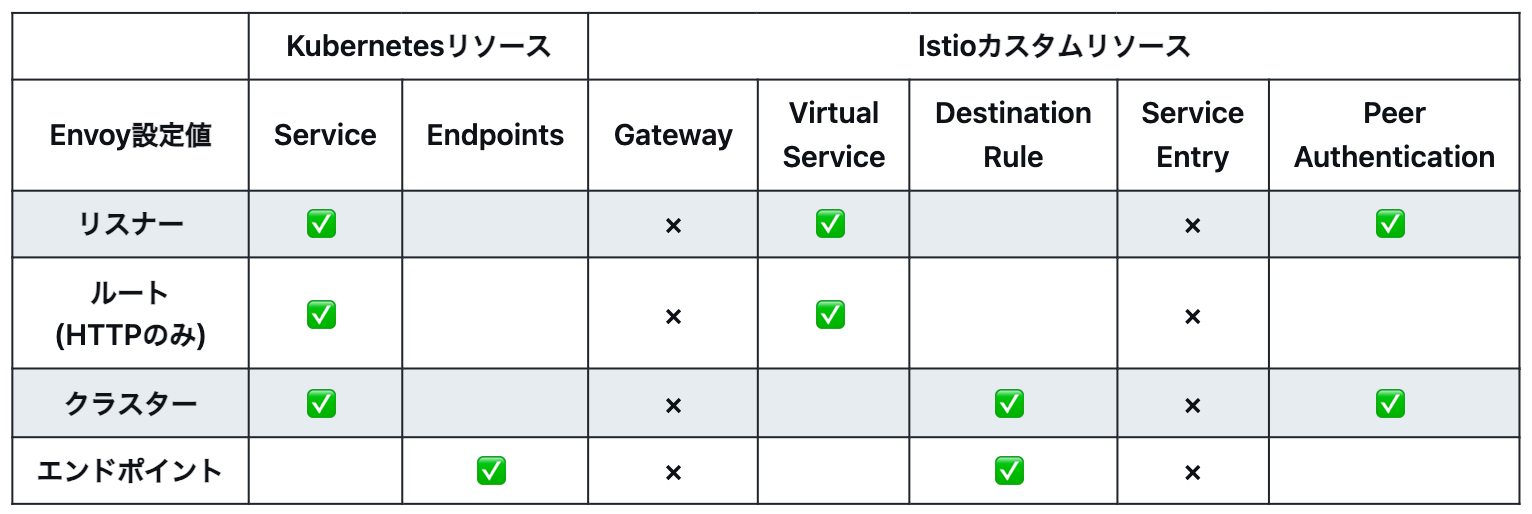 Kubernetesリソース Istioカスタムリソース
Envoy設定値 Service Endpoints Gateway Virtual Service Destination Rule Service Entry Peer Authentication
リスナー ✅ × ✅ × ✅
ルート (HTTPのみ) ✅ × ✅ ×
クラスター ✅ × ✅ × ✅
エンドポイント ✅ × ✅ ×